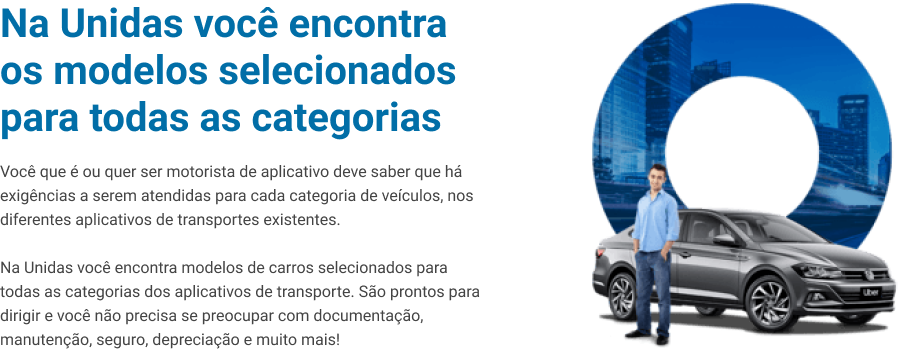 Na Unidas você encontra
os modelos selecionados
para todas as categorias
Você que é ou quer ser motorista de aplicativo deve saber que há
exigências a serem atendidas para cada categoria de veículos, nos
diferentes aplicativos de transportes existentes.
Na Unidas você encontra modelos de carros selecionados para
todas as categorias dos aplicativos de transporte. São prontos para
dirigir e você não precisa se preocupar com documentação,
manutenção, seguro, depreciação e muito mais!
Uber